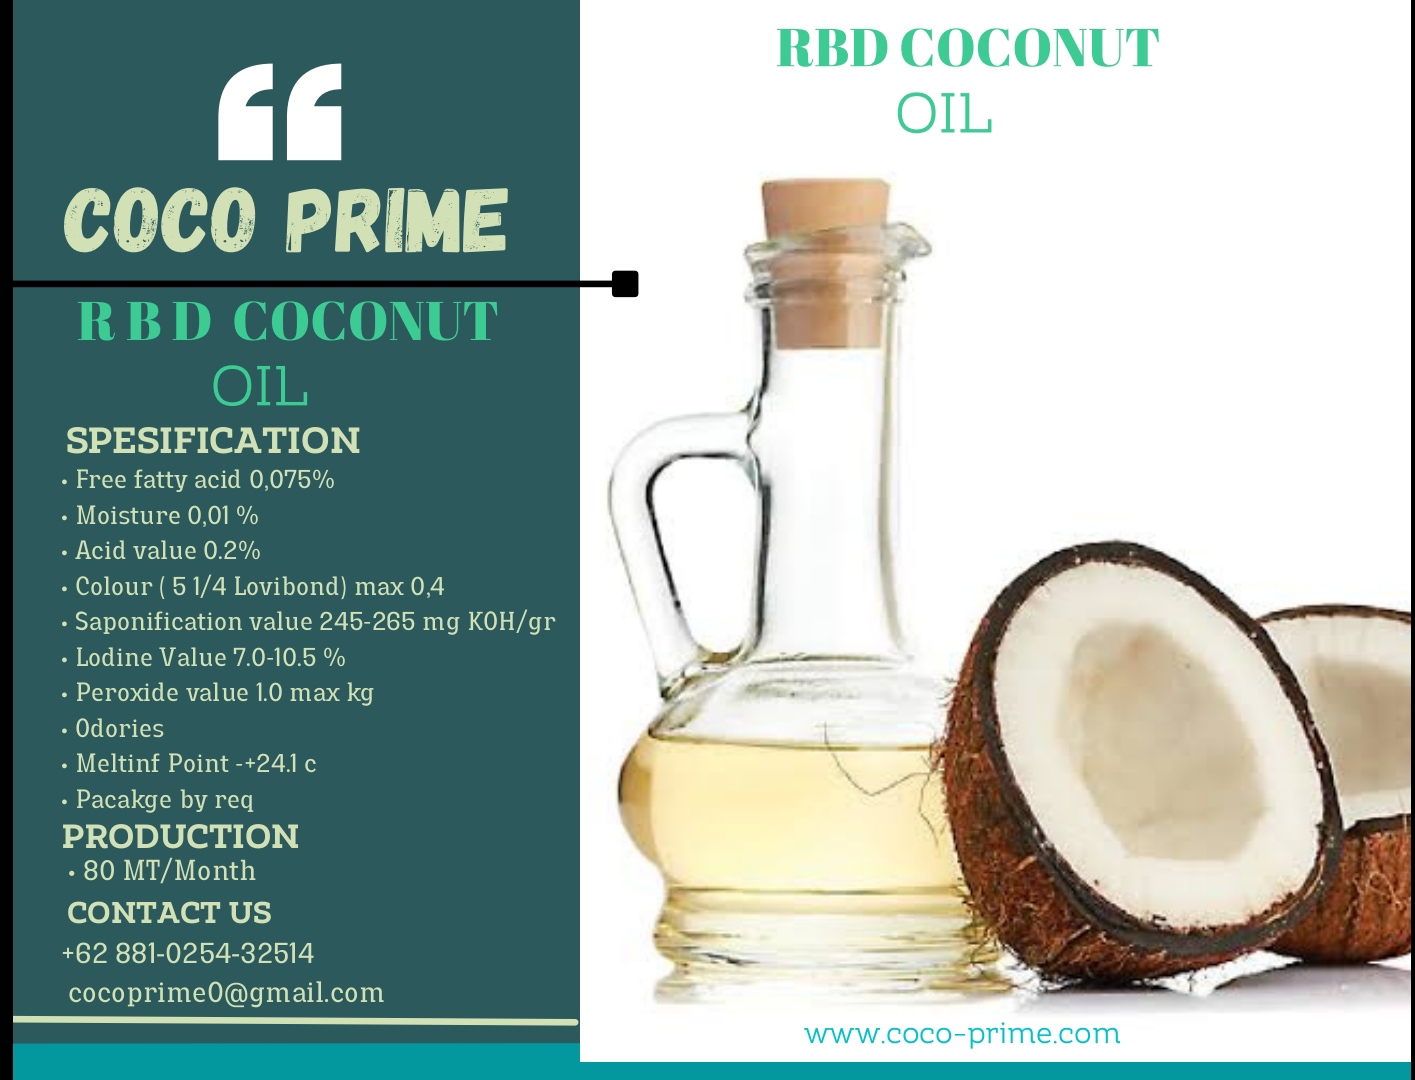 COCO PRIME
RBD COCONUT
OIL
SPESIFICATION
• Free fatty acid 0,075%
• Moisture 0,01 %
• Acid value 0.2%
• Colour ( 5 1/4 Lovibond) max 0,4
• Saponification value 245-265 mg KOH/gr
• Lodine Value 7.0-10.5 %
• Peroxide value 1.0 max kg
• Odories
• Meltinf Point -+24.1 c
• Pacakge by req
PRODUCTION
• 80 MT/Month
CONTACT US
+62 881-0254-32514
cocoprime0@gmail.com
RBD COCONUT
OIL
www.coco-prime.com